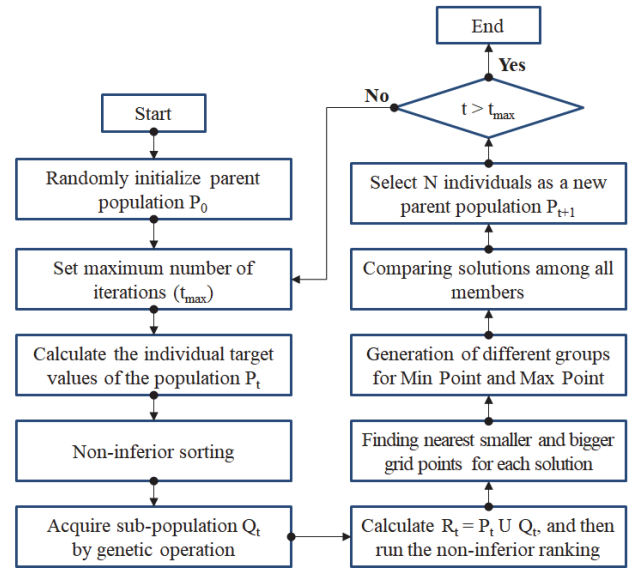 Start
Randomly initialize parent
population P₀
Set maximum number of
iterations (tₘₐₓ)
Calculate the individual target
values of the population Pₜ
Non-inferior sorting
Acquire sub-population Qₜ
by genetic operation
Calculate Rₜ = Pₜ U Qₜ, and then
run the non-inferior ranking
Finding nearest smaller and bigger
grid points for each solution
Generation of different groups
for Min Point and Max Point
Comparing solutions among all
members
Select N individuals as a new
parent population Pₜ₊₁
t > tₘₐₓ
No
Yes
End